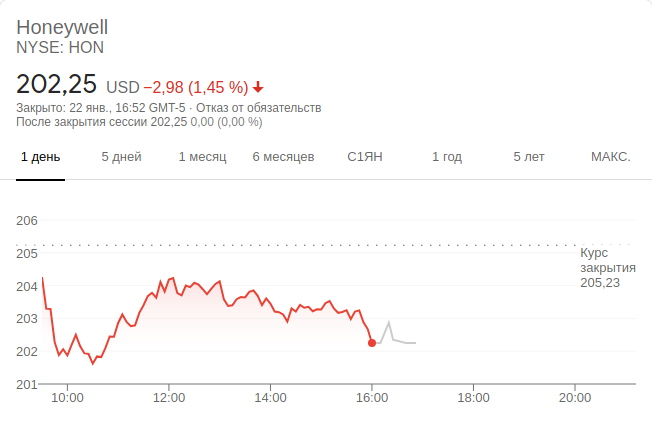 Honeywell
NYSE: HON
202,25 USD −2,98 (1,45 %)
Закрыто: 22 янв., 16:52 GMT-5 · Отказ от обязательств
После закрытия сессии 202,25 0,00 (0,00 %)
1 день 5 дней 1 месяц 6 месяцев С1ЯН 1 год 5 лет МАКС.
206
205
204
203
202
201
Курс
закрытия
205,23
10:00 12:00 14:00 16:00 18:00 20:00